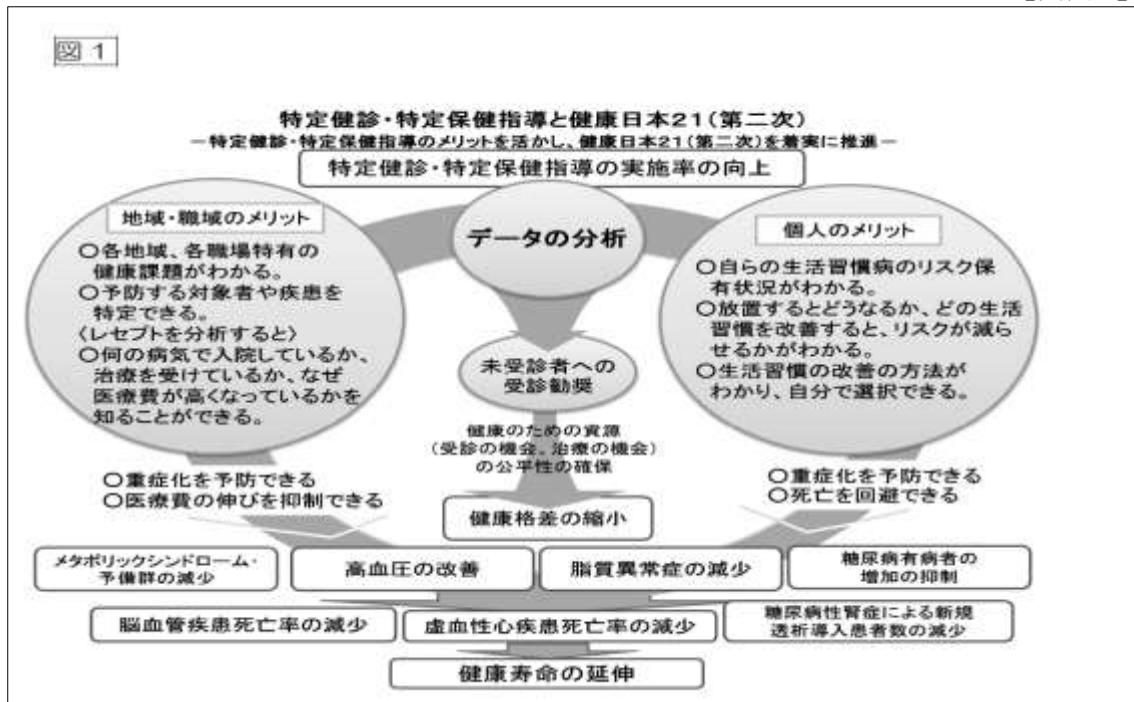 図1
特定健診・特定保健指導と健康日本21(第二次)
－特定健診・特定保健指導のメリットを活かし、健康日本21(第二次)を着実に推進－
特定健診・特定保健指導の実施率の向上
地域・職域のメリット
○各地域、各職場特有の
健康課題がわかる。
○予防する対象者や疾患を
特定できる。
〈レセプトを分析すると〉
○何の病気で入院しているか、
治療を受けているか、なぜ
医療費が高くなっているかを
知ることができる。
データの分析
個人のメリット
○自らの生活習慣病のリスク保
有状況がわかる。
○放置するとどうなるか、どの生活
習慣を改善すると、リスクが減ら
せるかがわかる。
○生活習慣の改善の方法が
わかり、自分で選択できる。
未受診者への
受診勧奨
健康のための資源
(受診の機会、治療の機会)
の公平性の確保
○重症化を予防できる
○医療費の伸びを抑制できる
○重症化を予防できる
○死亡を回避できる
健康格差の縮小
メタボリックシンドローム・
予備群の減少
高血圧の改善
脂質異常症の減少
糖尿病有病者の
増加の抑制
脳血管疾患死亡率の減少
虚血性心疾患死亡率の減少
糖尿病性腎症による新規
透析導入患者数の減少
健康寿命の延伸